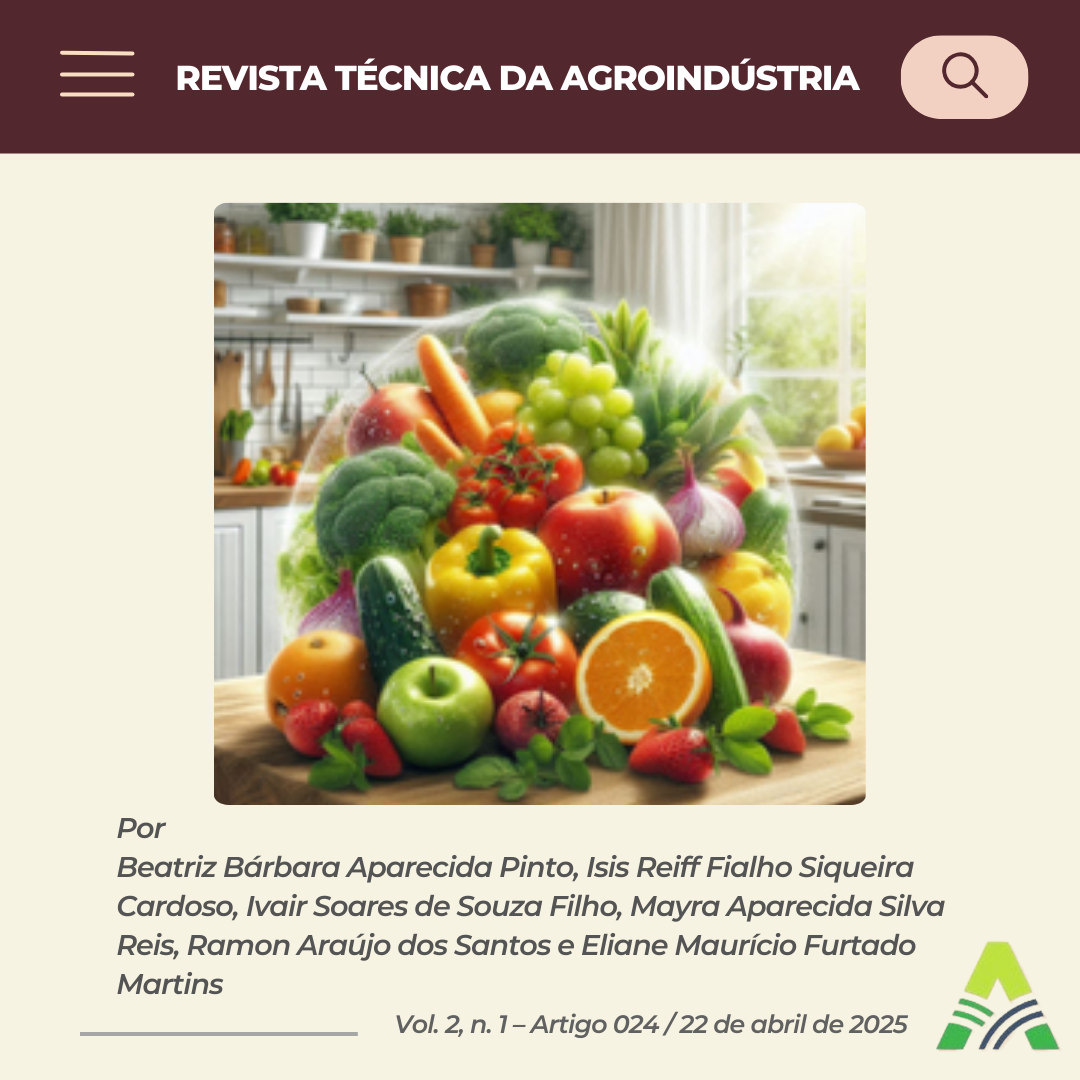 REVISTA TÉCNICA DA AGROINDÚSTRIA
Por
Beatriz Bárbara Aparecida Pinto, Isis Reiff Fialho Siqueira
Cardoso, Ivair Soares de Souza Filho, Mayra Aparecida Silva
Reis, Ramon Araújo dos Santos e Eliane Maurício Furtado
Martins
Vol. 2, n. 1 – Artigo 024 / 22 de abril de 2025